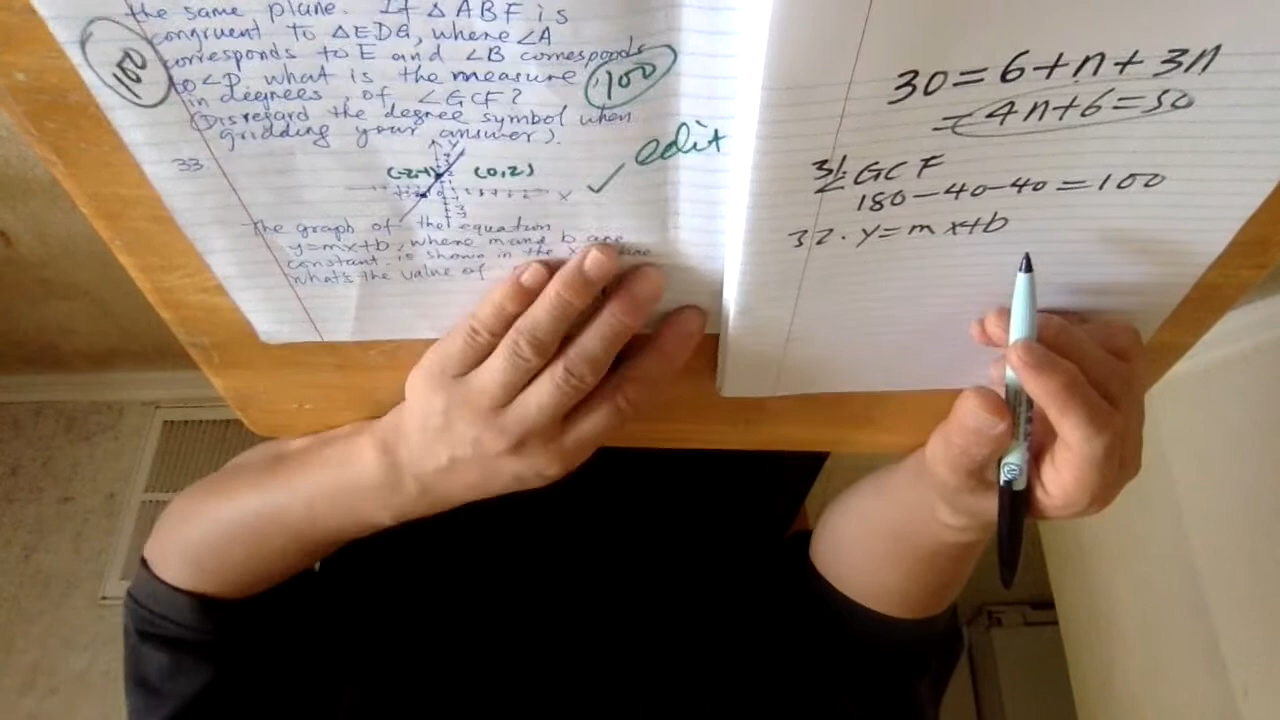 the same plane. If △ABF is
congruent to △EDG, where ∠A
corresponds to E and ∠B corresponds
to ∠D, what is the measure
in degrees of ∠GCF?
(Disregard the degree symbol when
gridding your answer).
100
100
33.
y
(-2,-1) (0,2)
x
edit
The graph of the equation
y=mx+b, where m and b are
constant. is shown in the
what's the value of
30=6+n+3n
=4n+6=30
31. GCF
180-40-40=100
32. y=mx+b